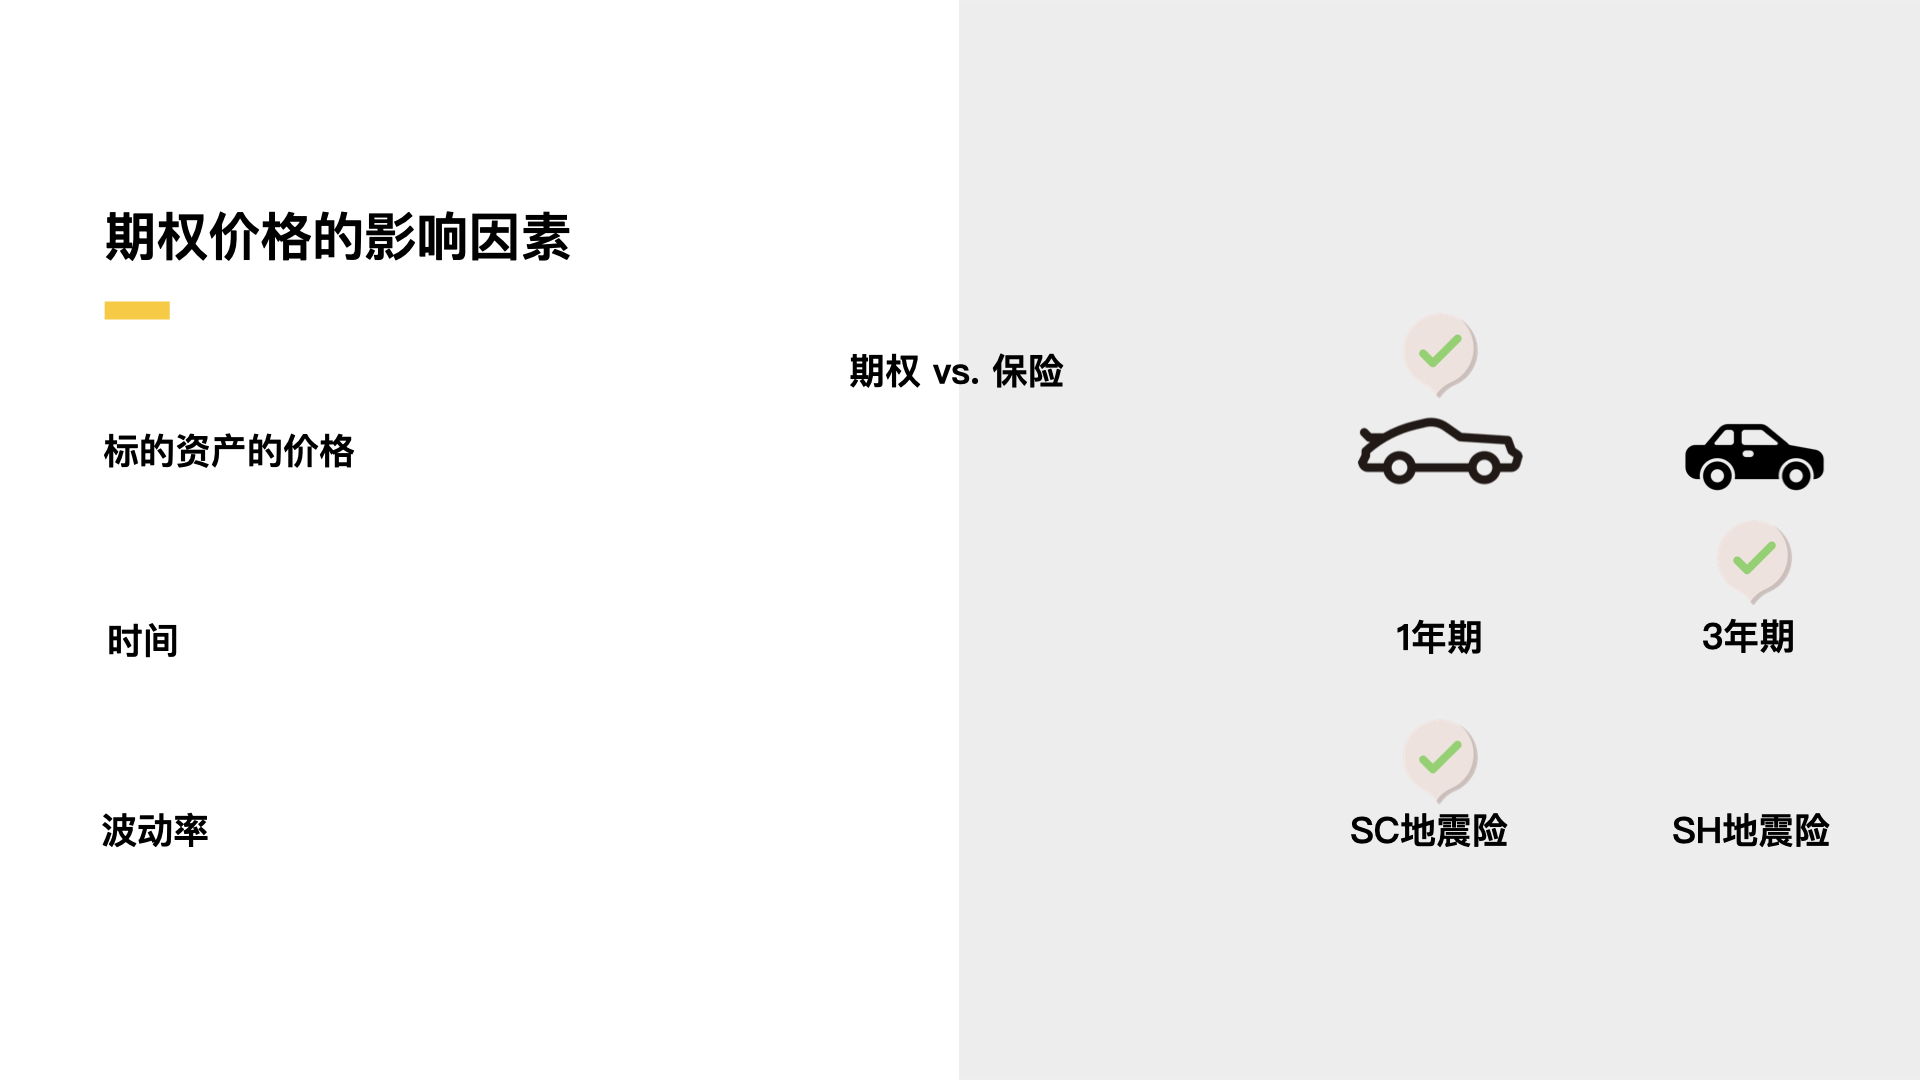 期权价格的影响因素
期权 vs. 保险
标的资产的价格
时间
1年期
3年期
波动率
SC地震险
SH地震险